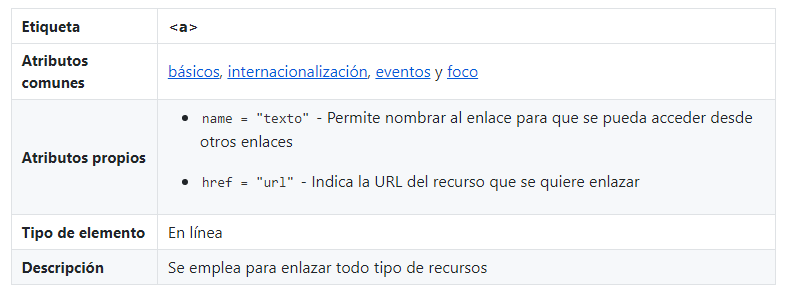 Etiqueta <a>
Atributos comunes básicos, internacionalización, eventos y foco
Atributos propios
name = "texto" - Permite nombrar al enlace para que se pueda acceder desde
otros enlaces
href = "url" - Indica la URL del recurso que se quiere enlazar
Tipo de elemento En línea
Descripción Se emplea para enlazar todo tipo de recursos